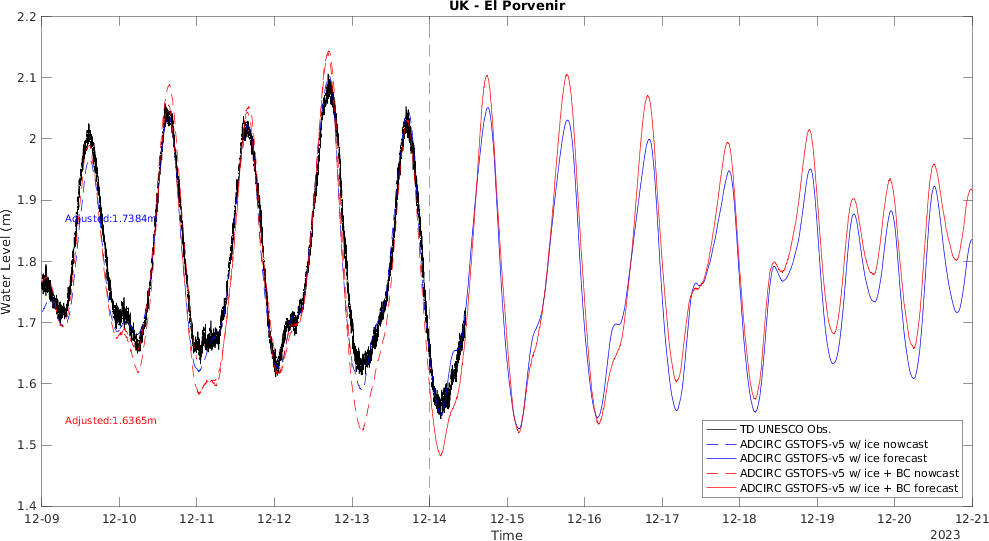 UK - El Porvenir
Water Level (m)
2.2
2.1
2
1.9
1.8
1.7
1.6
1.5
1.4
Adjusted:1.7384m
Adjusted:1.6365m
TD UNESCO Obs.
ADCIRC GSTOFS-v5 w/ ice nowcast
ADCIRC GSTOFS-v5 w/ ice forecast
ADCIRC GSTOFS-v5 w/ ice + BC nowcast
ADCIRC GSTOFS-v5 w/ ice + BC forecast
12-09 12-10 12-11 12-12 12-13 12-14 12-15 12-16 12-17 12-18 12-19 12-20 12-21
Time
2023